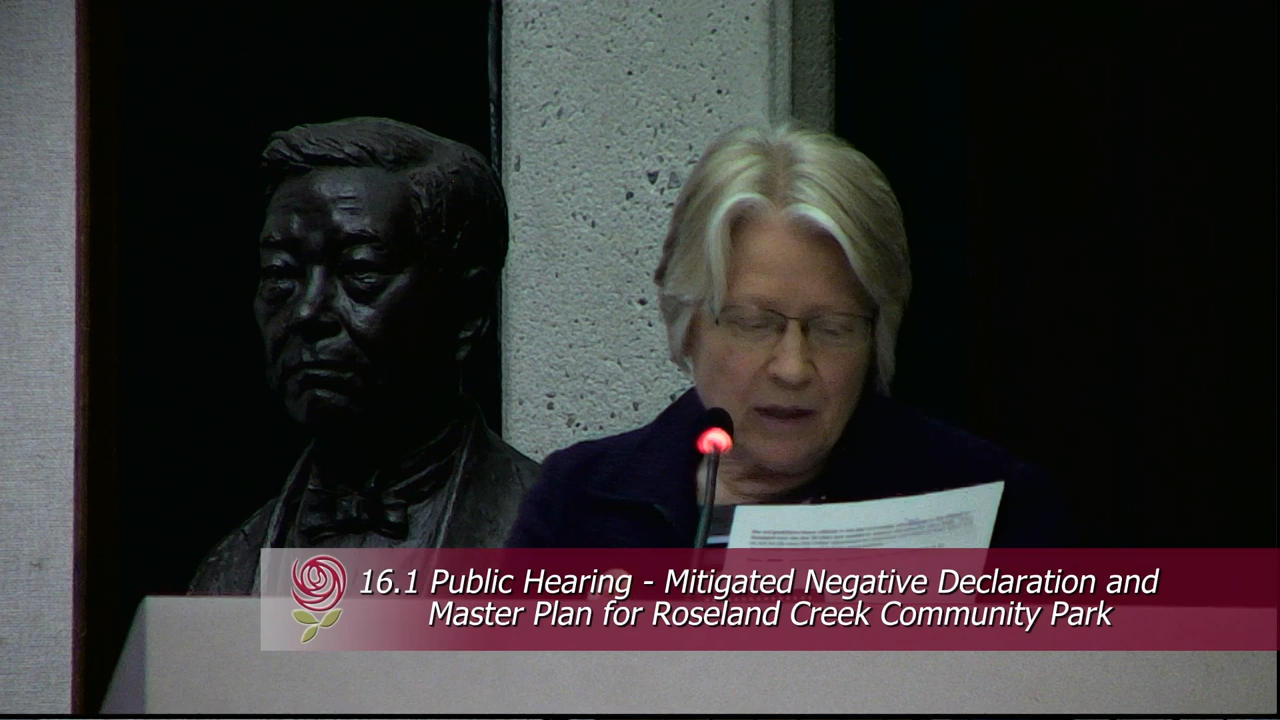 16.1 Public Hearing - Mitigated Negative Declaration and
Master Plan for Roseland Creek Community Park